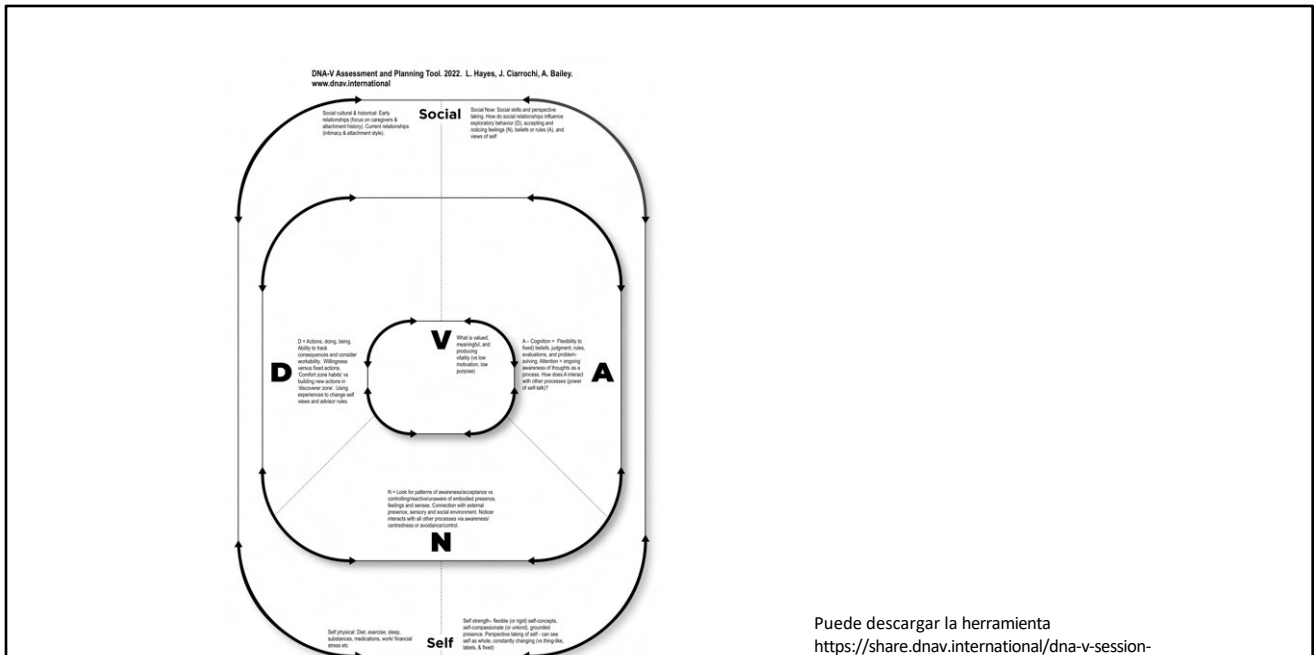 DNA-V Assessment and Planning Tool. 2022. L. Hayes, J. Ciarrochi, A. Bailey.
www.dnav.international
Social
Social cultural & historical: Early
relationships (focus on caregivers &
attachment history). Current relationships
(intimacy & attachment style).
Social Now: Social skills and perspective
taking. How do social relationships influence
exploratory behavior (D), accepting and
noticing feelings (N), beliefs or rules (A), and
views of self
D
D = Actions, doing, being.
Ability to track
consequences and consider
workability. Willingness
versus fixed actions.
'Comfort zone habits' vs
building new actions in
'discoverer zone'. Using
experiences to change self
views and advisor rules.
V
What is valued,
meaningful, and
producing
vitality (vs low
motivation, low
purpose)
A – Cognition = Flexibility to
fixed) beliefs, judgment, rules,
evaluations, and problem-
solving. Attention = ongoing
awareness of thoughts as a
process. How does A interact
with other processes (power
of self-talk)?
A
N = Look for patterns of awareness/acceptance vs
controlling/reactive/unaware of embodied presence,
feelings and senses. Connection with external
presence, sensory and social environment. Noticer
interacts with all other processes via awareness/
centredness or avoidance/control.
N
Self physical: Diet, exercise, sleep,
substances, medications, work/ financial
stress etc
Self
Self strength– flexible (or rigid) self-concepts,
self-compassionate (or unkind), grounded
presence. Perspective taking of self - can see
self as whole, constantly changing (vs thing-like,
labels, & fixed)
Puede descargar la herramienta
https://share.dnav.international/dna-v-session-